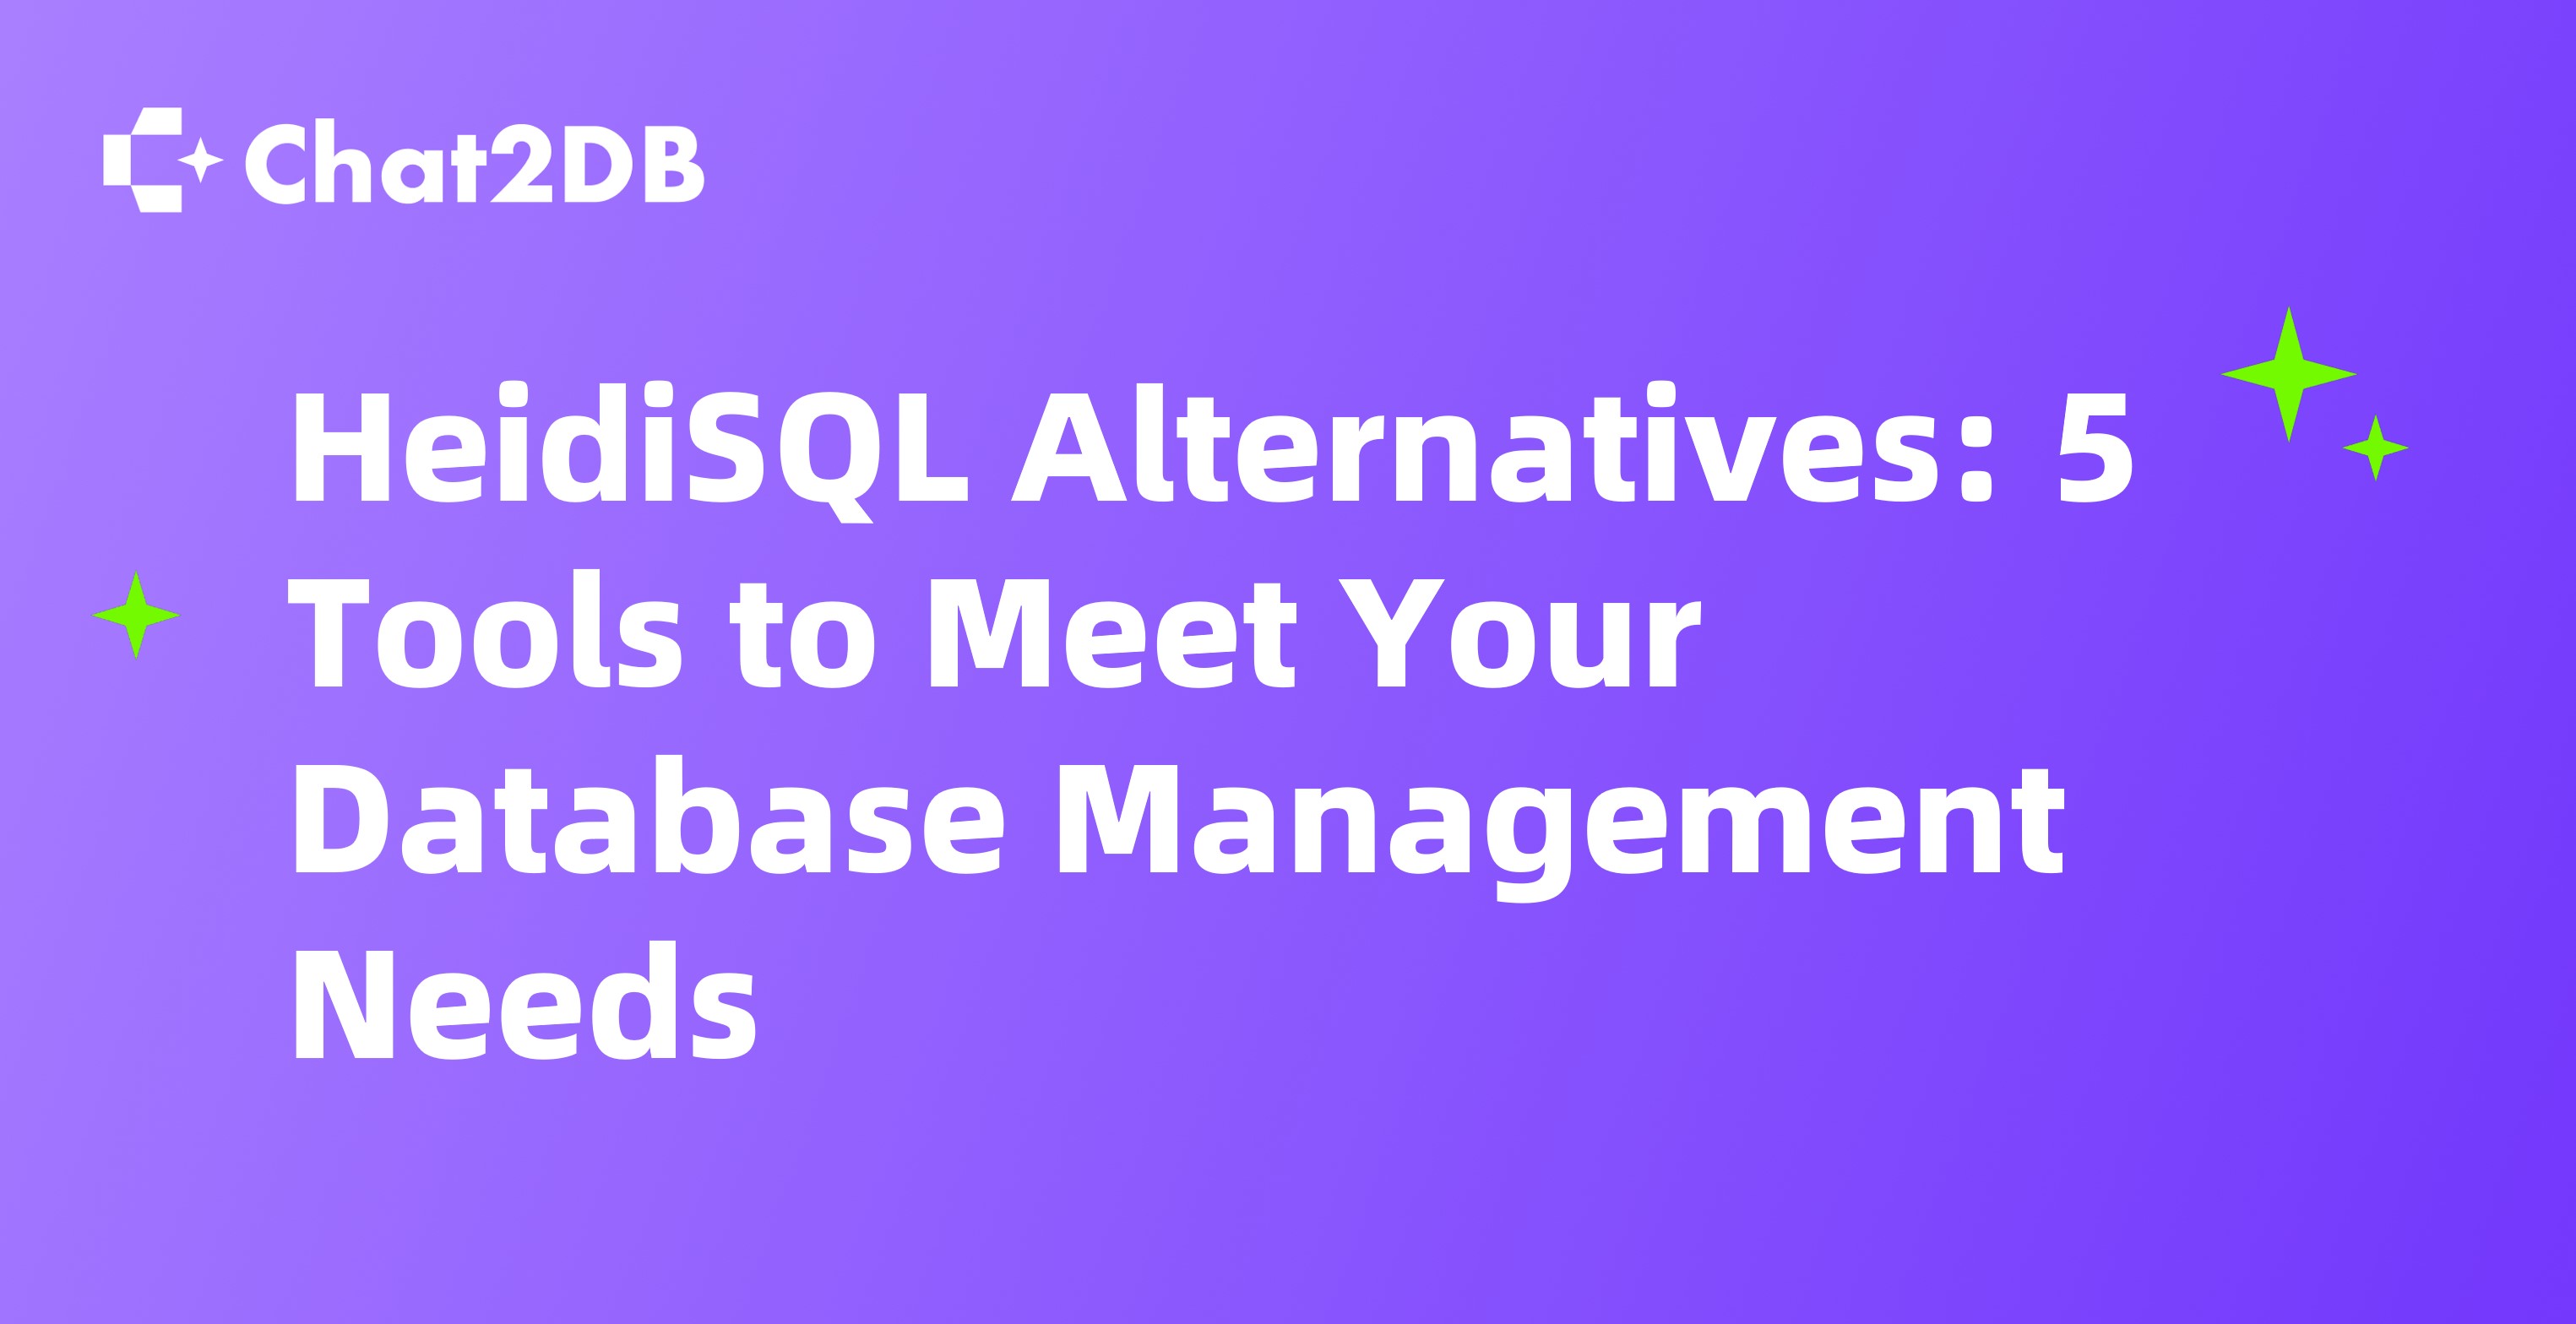 Chat2DB
HeidiSQL Alternatives: 5
Tools to Meet Your
Database Management
Needs